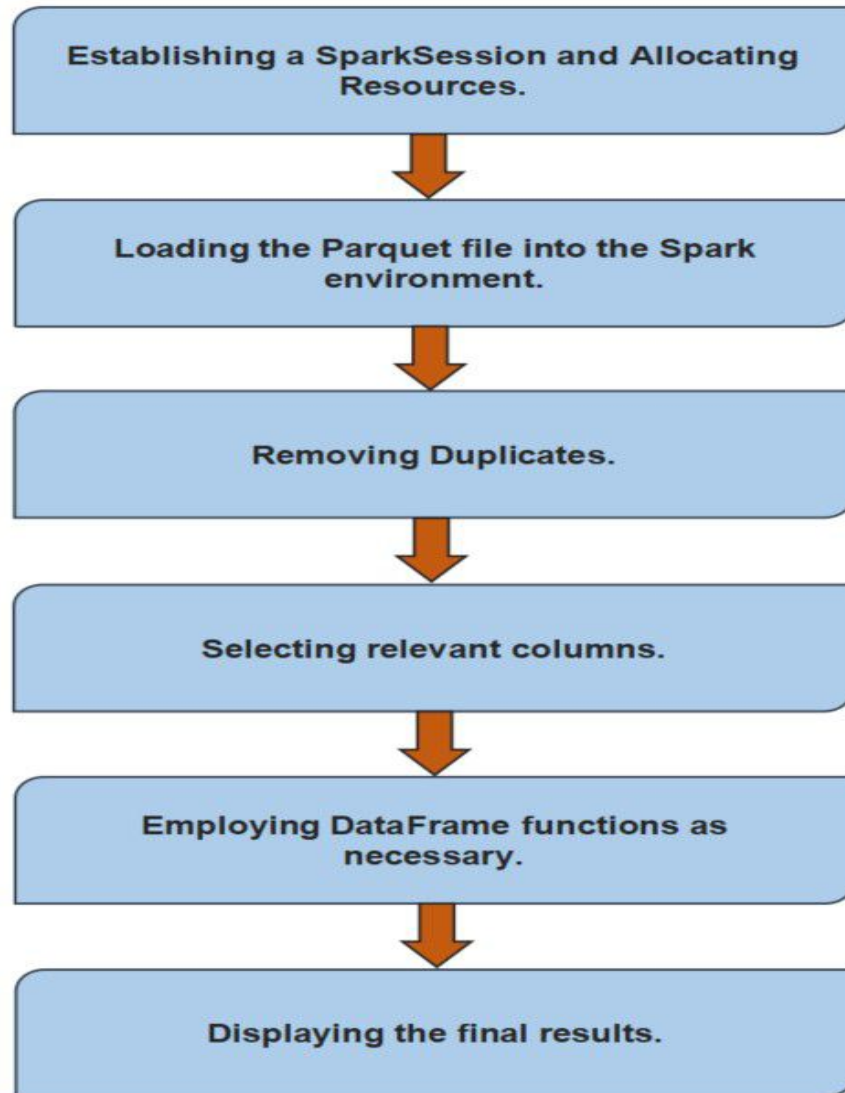 Establishing a SparkSession and Allocating
Resources.
Loading the Parquet file into the Spark
environment.
Removing Duplicates.
Selecting relevant columns.
Employing DataFrame functions as
necessary.
Displaying the final results.